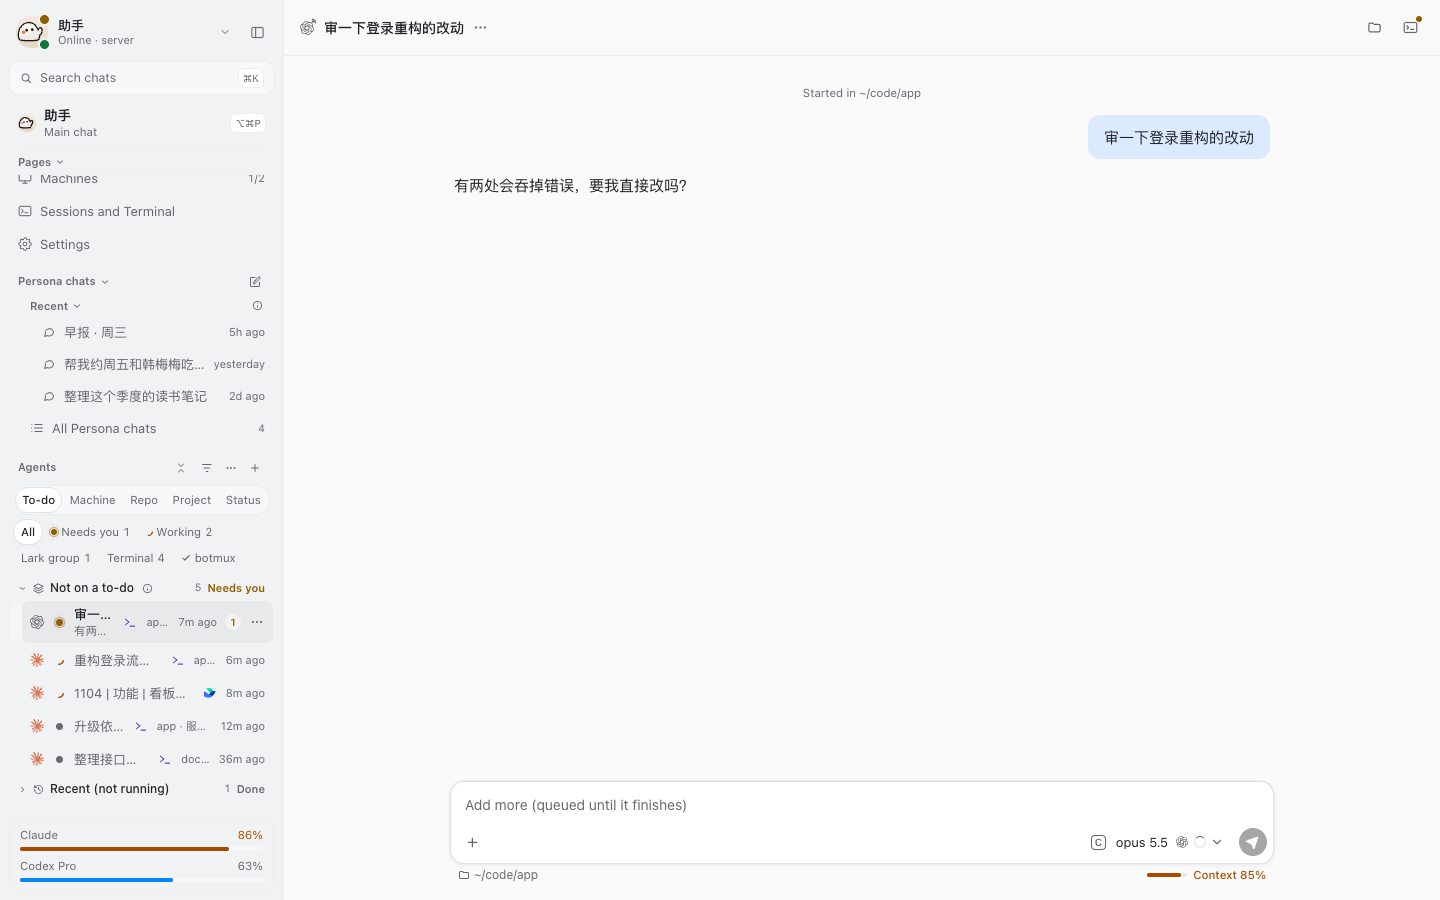 助手
Online · server
Search chats
⌘K
助手
Main chat
⌥⌘P
Pages
Machines
1/2
Sessions and Terminal
Settings
Persona chats
Recent
早报 · 周三
5h ago
帮我约周五和韩梅梅吃...
yesterday
整理这个季度的读书笔记
2d ago
All Persona chats
4
Agents
To-do
Machine
Repo
Project
Status
All
Needs you 1
Working 2
Lark group 1
Terminal 4
botmux
Not on a to-do
5 Needs you
审一...
有两...
ap...
7m ago
1
重构登录流...
ap...
6m ago
1104 | 功能 | 看板...
8m ago
升级依...
app · 服...
12m ago
整理接口...
doc...
36m ago
Recent (not running)
1 Done
Claude
86%
Codex Pro
63%
审一下登录重构的改动
Started in ~/code/app
审一下登录重构的改动
有两处会吞掉错误，要我直接改吗?
Add more (queued until it finishes)
C
opus 5.5
~/code/app
Context 85%